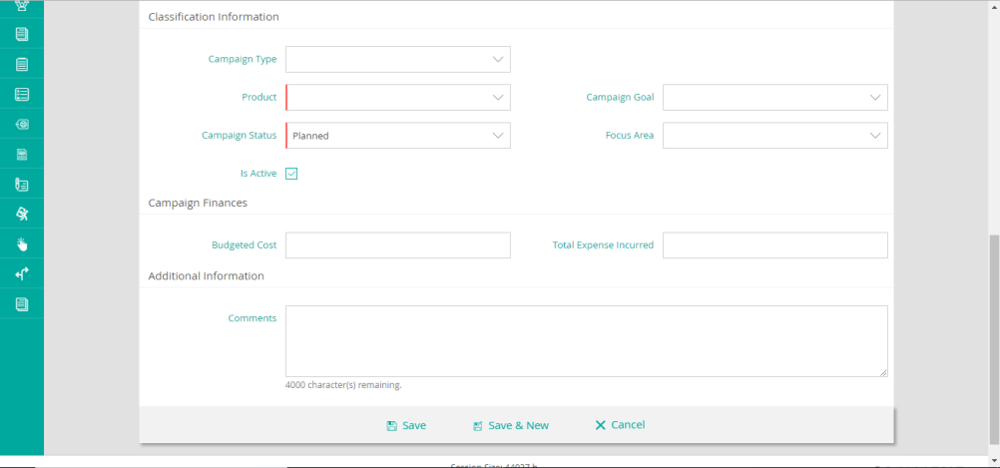 Classification Information
Campaign Type
Product
Campaign Goal
Campaign Status Planned
Focus Area
Is Active
Campaign Finances
Budgeted Cost
Total Expense Incurred
Additional Information
Comments
4000 character(s) remaining.
Save
Save & New
Cancel